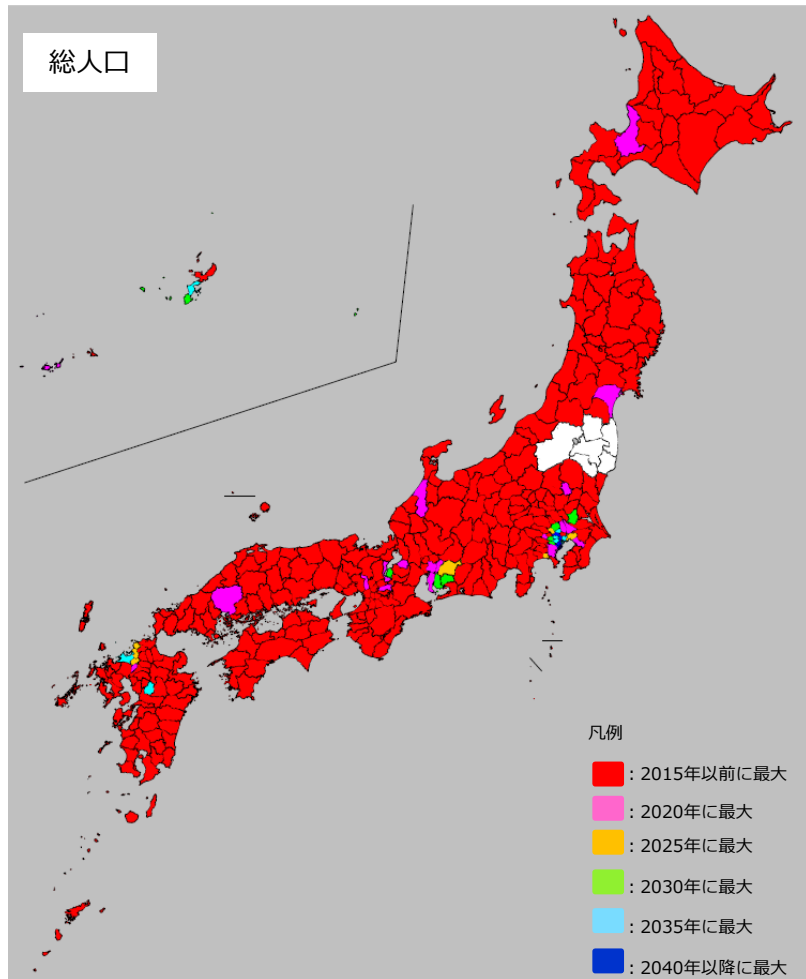 総人口
凡例
：2015年以前に最大
：2020年に最大
：2025年に最大
：2030年に最大
：2035年に最大
：2040年以降に最大